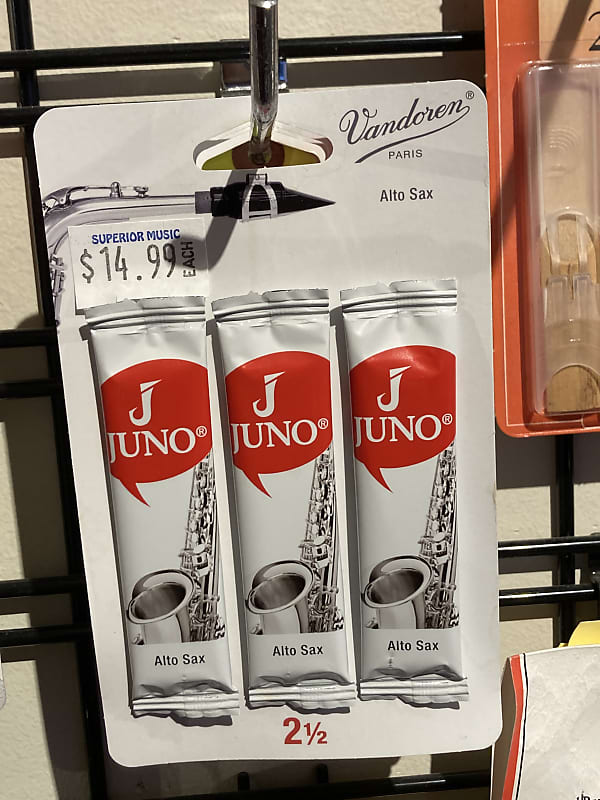 Vandoren®
PARIS
Alto Sax
SUPERIOR MUSIC
$14.99
EACH
J
JUNO®
Alto Sax
J
JUNO®
Alto Sax
J
JUNO®
Alto Sax
2½
2